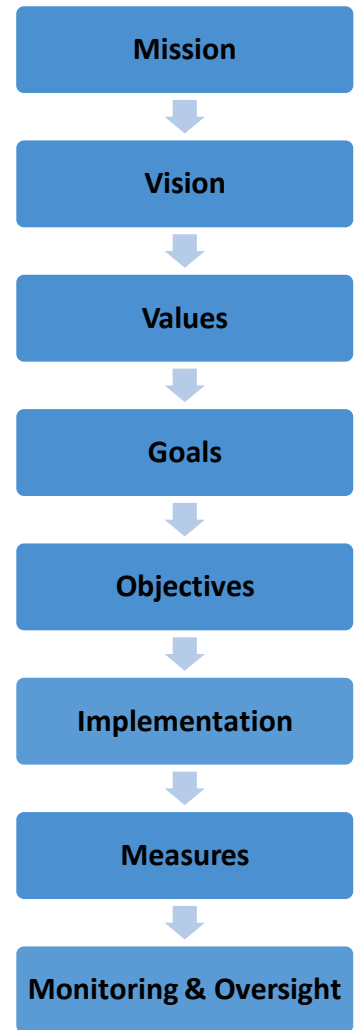 Mission
Vision
Values
Goals
Objectives
Implementation
Measures
Monitoring & Oversight